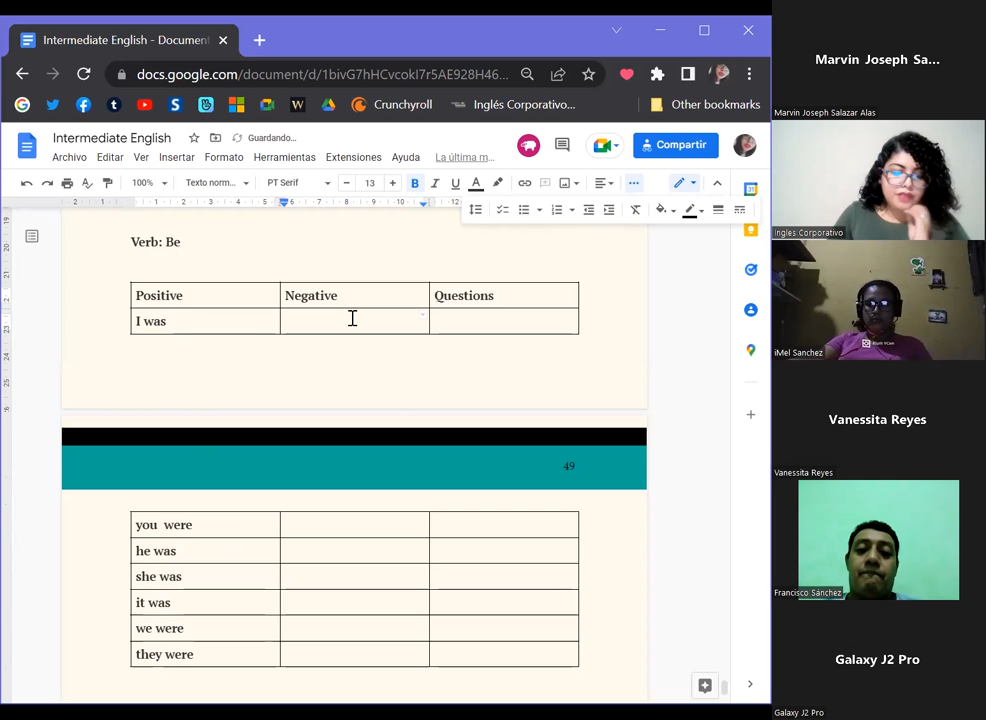 Intermediate English - Document
docs.google.com/document/d/1bivG7hHCvcokI7r5AE928H46...
Crunchyroll
Inglés Corporativo...
Other bookmarks
Intermediate English
Guardando...
Archivo Editar Ver Insertar Formato Herramientas Extensiones Ayuda La última m...
Compartir
100% Texto norm... PT Serif 13
Verb: Be
Positive Negative Questions
I was
49
you were
he was
she was
it was
we were
they were
Marvin Joseph Sa...
Marvin Joseph Salazar Alas
Ingles Corporativo
iMel Sanchez
Vanessita Reyes
Vanessita Reyes
Francisco Sánchez
Galaxy J2 Pro
Galaxy J2 Pro